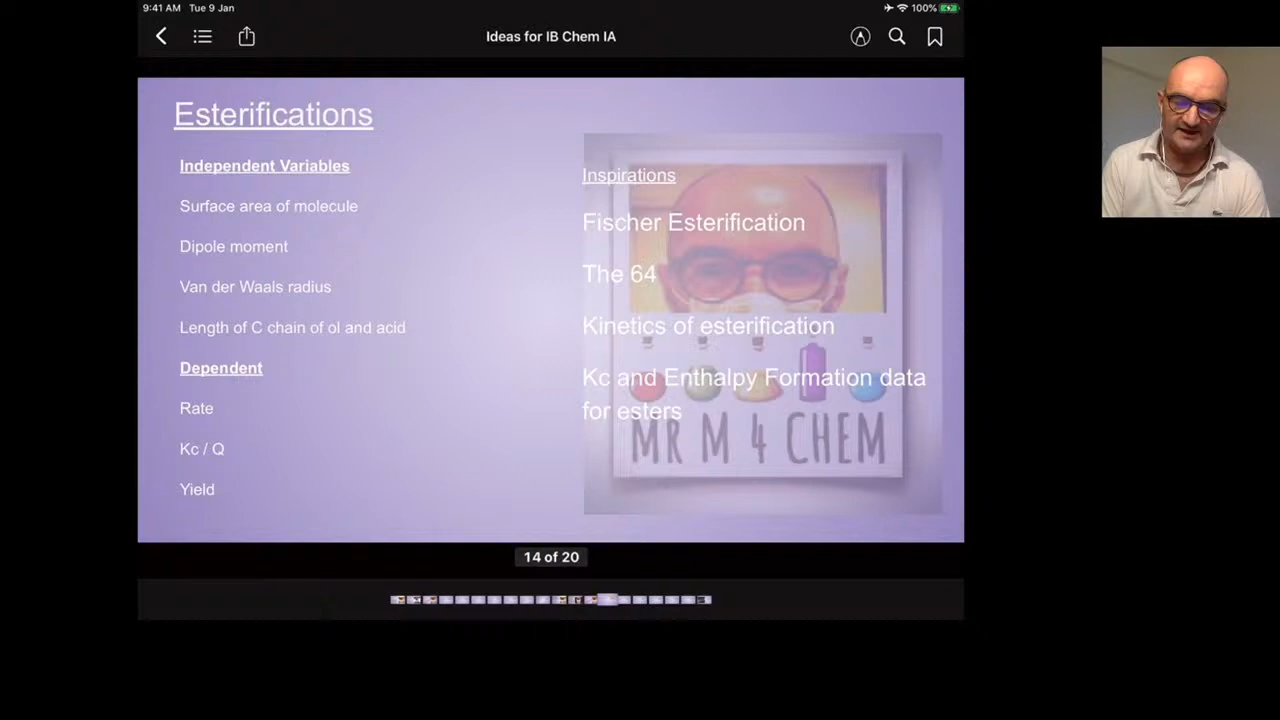 9:41 AM Tue 9 Jan
100%
Ideas for IB Chem IA
Esterifications
Independent Variables
Surface area of molecule
Dipole moment
Van der Waals radius
Length of C chain of ol and acid
Dependent
Rate
Kc / Q
Yield
Inspirations
Fischer Esterification
The 64
Kinetics of esterification
Kc and Enthalpy Formation data
for esters
MR M 4 CHEM
14 of 20